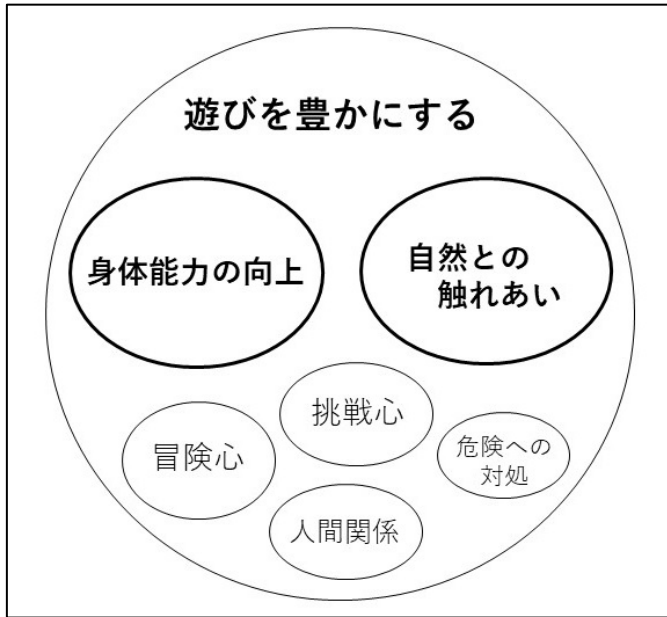 遊びを豊かにする
身体能力の向上
自然との
触れあい
挑戦心
冒険心
危険への
対処
人間関係